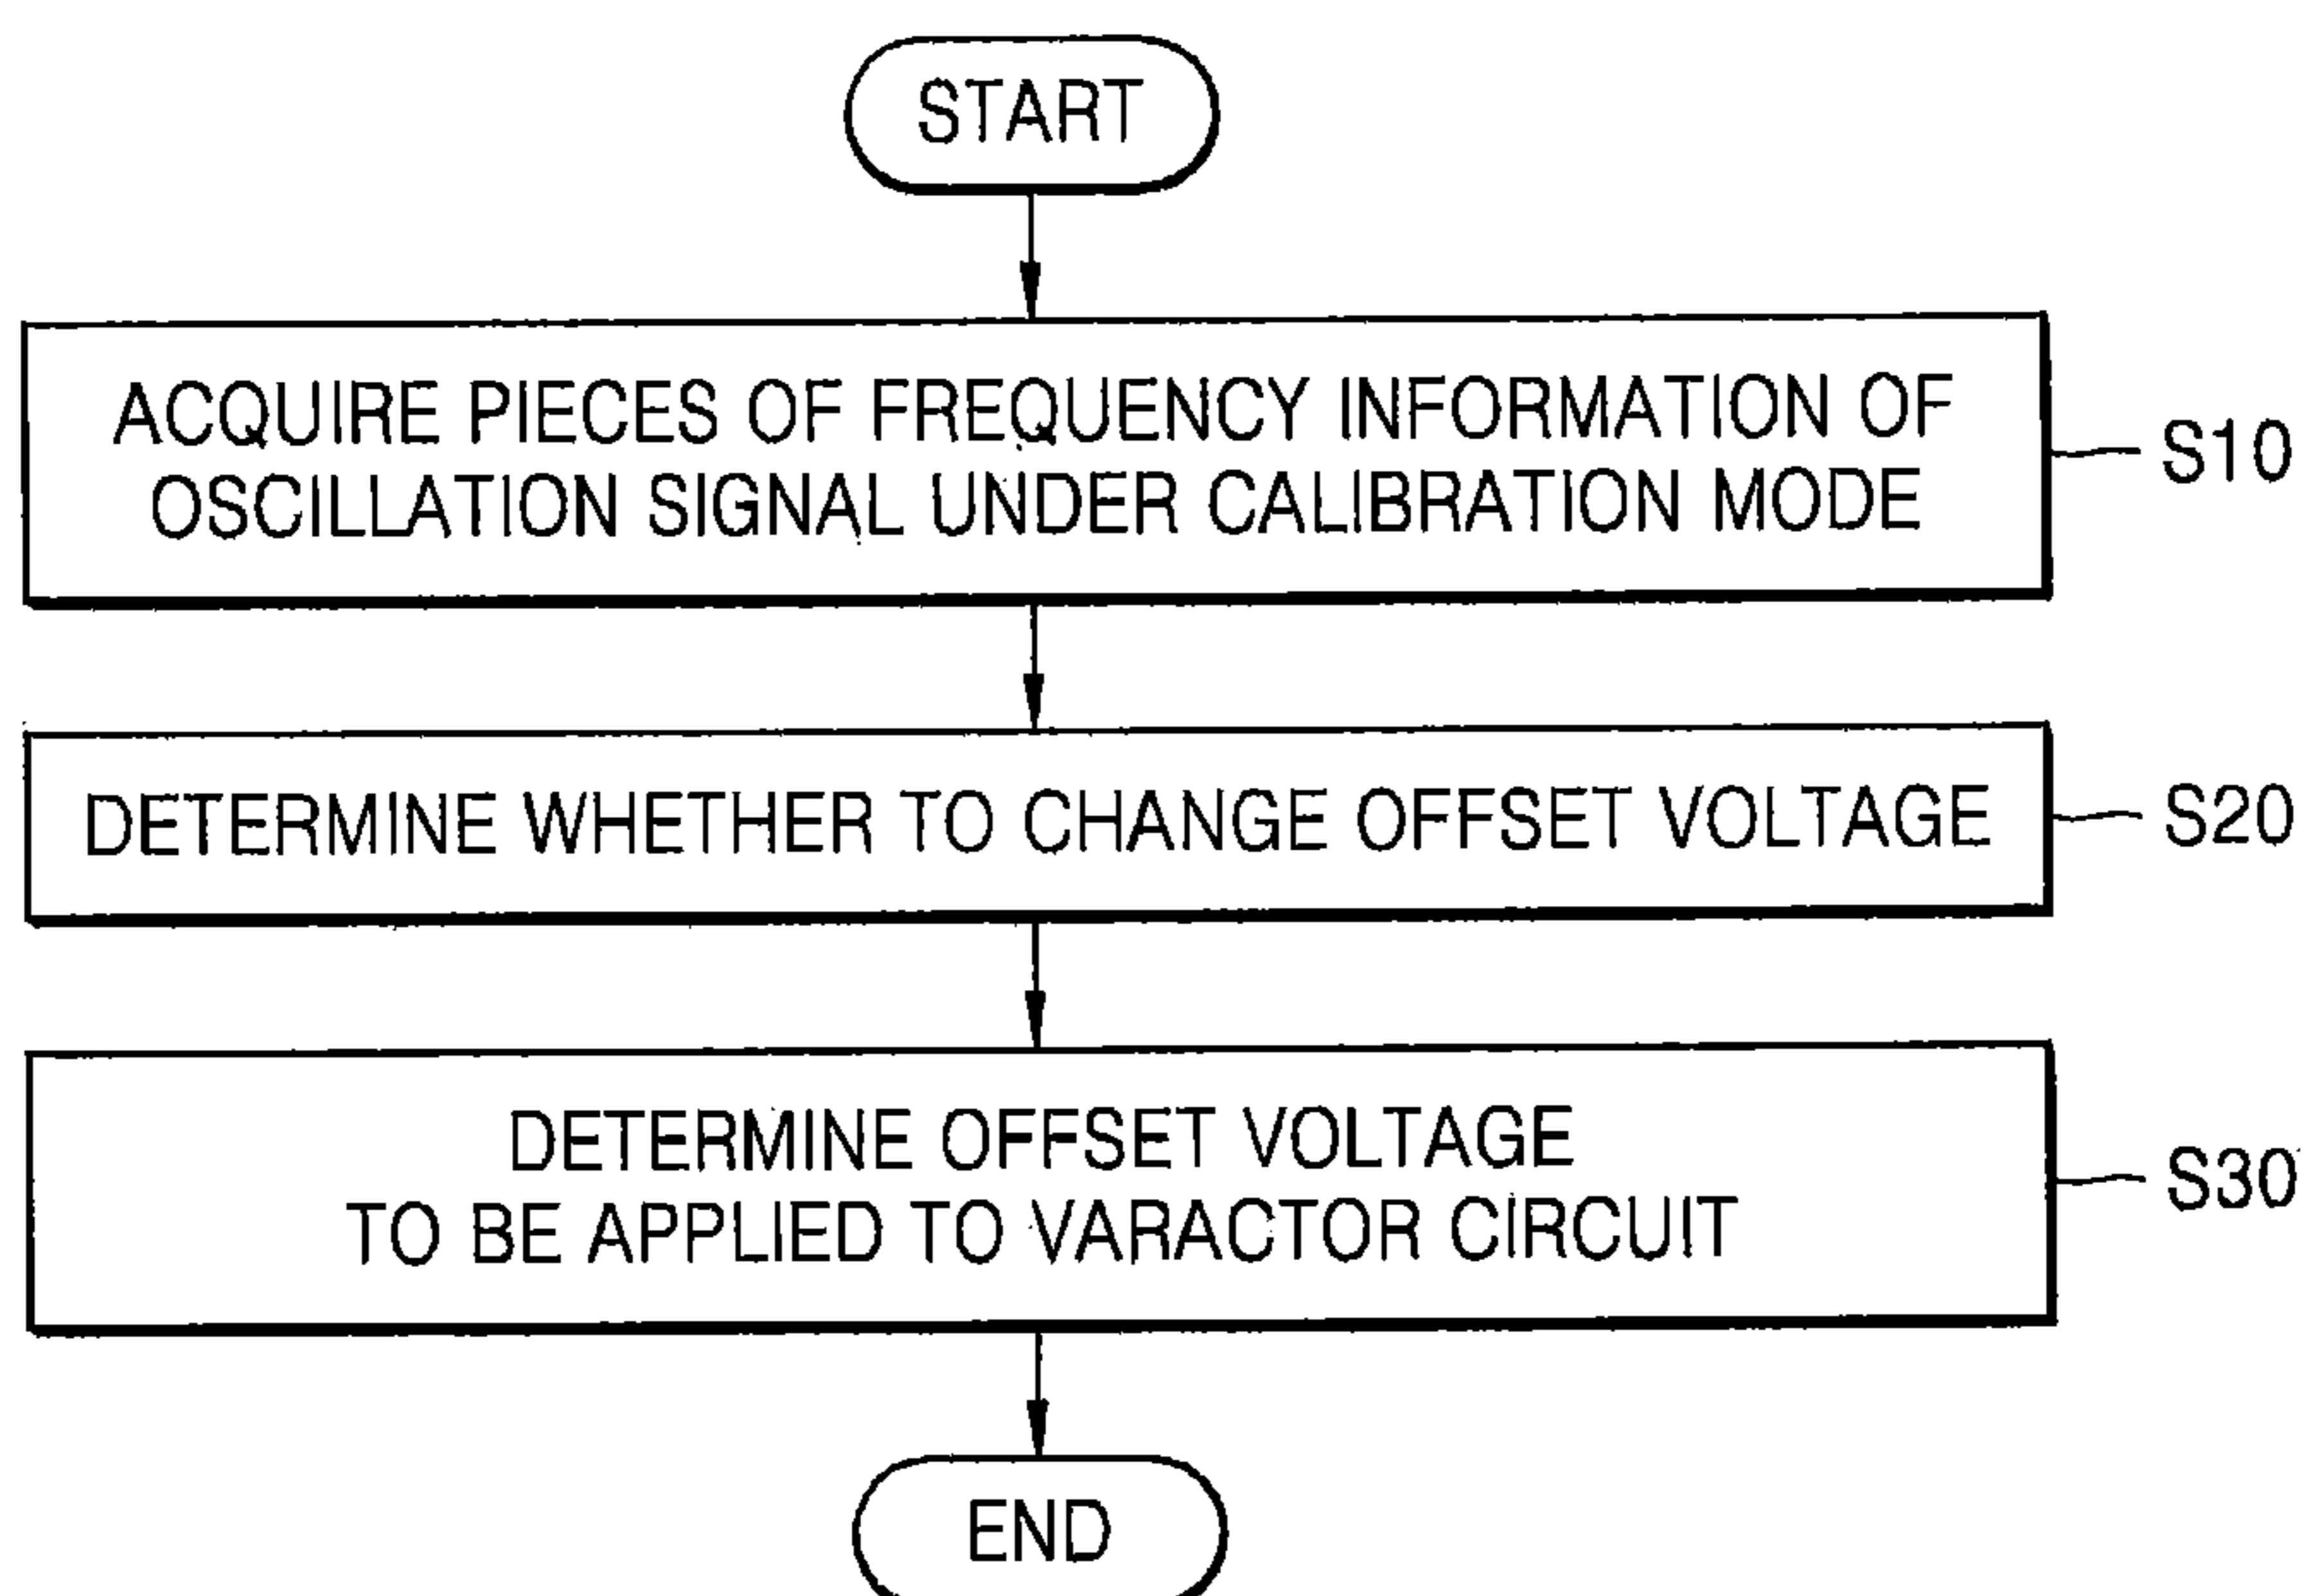 START
ACQUIRE PIECES OF FREQUENCY INFORMATION OF
OSCILLATION SIGNAL UNDER CALIBRATION MODE
S10
DETERMINE WHETHER TO CHANGE OFFSET VOLTAGE
S20
DETERMINE OFFSET VOLTAGE
TO BE APPLIED TO VARACTOR CIRCUIT
S30
END